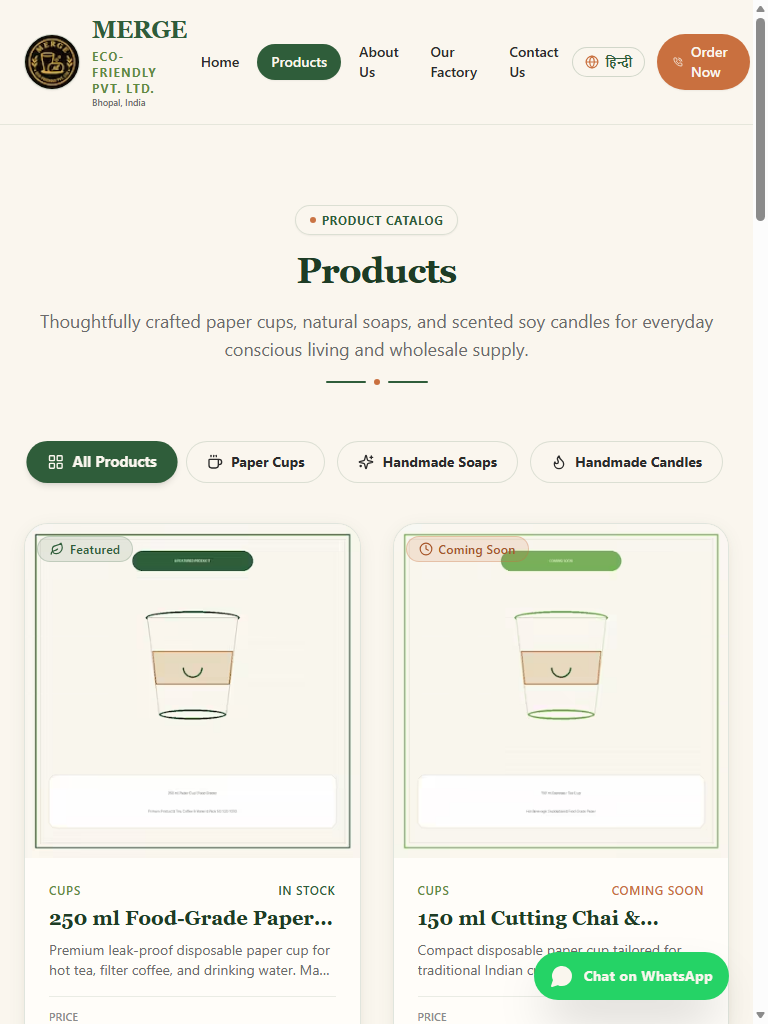 MERGE
ECO-
FRIENDLY
PVT. LTD.
Bhopal, India
Home
Products
About
Us
Our
Factory
Contact
Us
हिन्दी
Order
Now
PRODUCT CATALOG
Products
Thoughtfully crafted paper cups, natural soaps, and scented soy candles for everyday
conscious living and wholesale supply.
All Products
Paper Cups
Handmade Soaps
Handmade Candles
Featured
Coming Soon
CUPS
IN STOCK
250 ml Food-Grade Paper...
Premium leak-proof disposable paper cup for
hot tea, filter coffee, and drinking water. Ma...
PRICE
CUPS
COMING SOON
150 ml Cutting Chai &...
Compact disposable paper cup tailored for
traditional Indian c
PRICE
Chat on WhatsApp